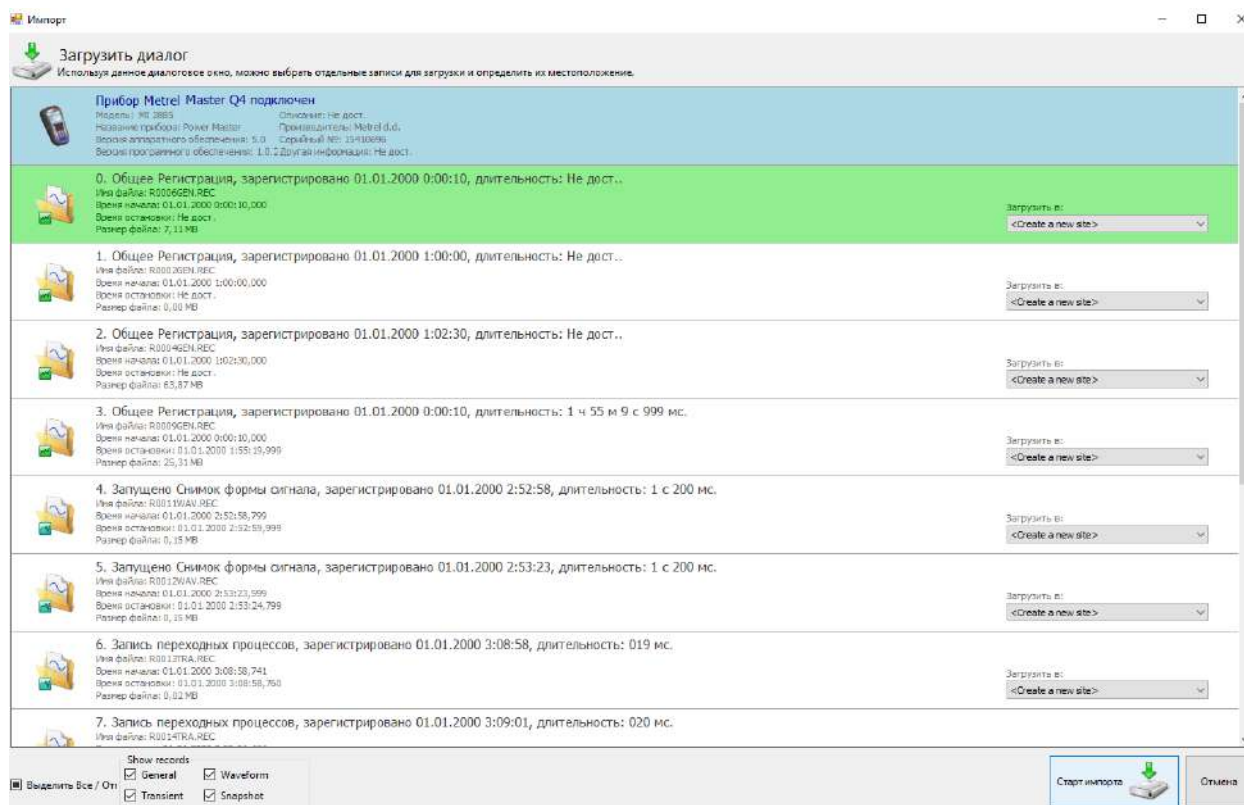 Импорт
Загрузить диалог
Используя данное диалоговое окно, можно выбрать отдельные записи для загрузки и определить их местоположение.
Прибор Metrel Master Q4 подключен
Модель: MI 2885 Описание: Не дост.
Название прибора: Power Master Производитель: Metrel d.d.
Версия аппаратного обеспечения: 5.0 Серийный №: 15410696
Версия программного обеспечения: 1.0.2 Другая информация: Не дост.
0. Общее Регистрация, зарегистрировано 01.01.2000 0:00:10, длительность: Не дост..
Имя файла: R0006GEN.REC
Время начала: 01.01.2000 0:00:10,000
Время остановки: Не дост.
Размер файла: 7,11 MB
Загрузить в:
<Create a new site>
1. Общее Регистрация, зарегистрировано 01.01.2000 1:00:00, длительность: Не дост..
Имя файла: R0002GEN.REC
Время начала: 01.01.2000 1:00:00,000
Время остановки: Не дост.
Размер файла: 0,00 MB
Загрузить в:
<Create a new site>
2. Общее Регистрация, зарегистрировано 01.01.2000 1:02:30, длительность: Не дост..
Имя файла: R0004GEN.REC
Время начала: 01.01.2000 1:02:30,000
Время остановки: Не дост.
Размер файла: 63,87 MB
Загрузить в:
<Create a new site>
3. Общее Регистрация, зарегистрировано 01.01.2000 0:00:10, длительность: 1 ч 55 м 9 с 999 мс.
Имя файла: R0009GEN.REC
Время начала: 01.01.2000 0:00:10,000
Время остановки: 01.01.2000 1:55:19,999
Размер файла: 25,31 MB
Загрузить в:
<Create a new site>
4. Запущено Снимок формы сигнала, зарегистрировано 01.01.2000 2:52:58, длительность: 1 с 200 мс.
Имя файла: R0011WAV.REC
Время начала: 01.01.2000 2:52:58,799
Время остановки: 01.01.2000 2:52:59,999
Размер файла: 0,15 MB
Загрузить в:
<Create a new site>
5. Запущено Снимок формы сигнала, зарегистрировано 01.01.2000 2:53:23, длительность: 1 с 200 мс.
Имя файла: R0012WAV.REC
Время начала: 01.01.2000 2:53:23,599
Время остановки: 01.01.2000 2:53:24,799
Размер файла: 0,15 MB
Загрузить в:
<Create a new site>
6. Запись переходных процессов, зарегистрировано 01.01.2000 3:08:58, длительность: 019 мс.
Имя файла: R0013TRA.REC
Время начала: 01.01.2000 3:08:58,741
Время остановки: 01.01.2000 3:08:58,760
Размер файла: 0,02 MB
Загрузить в:
<Create a new site>
7. Запись переходных процессов, зарегистрировано 01.01.2000 3:09:01, длительность: 020 мс.
Имя файла: R0014TRA.REC
Show records
Выделить Все / От
General Waveform
Transient Snapshot
Старт импорта
Отмена